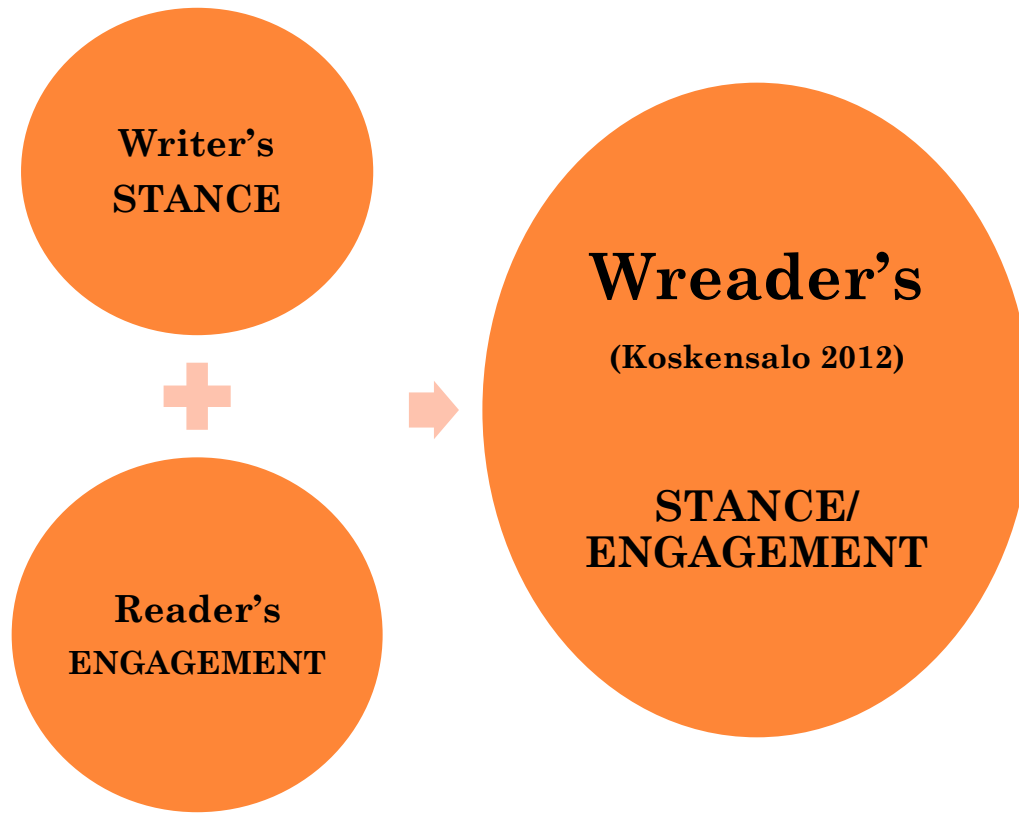 Writer’s
STANCE
Reader’s
ENGAGEMENT
Wreader’s
(Koskensalo 2012)
STANCE/
ENGAGEMENT